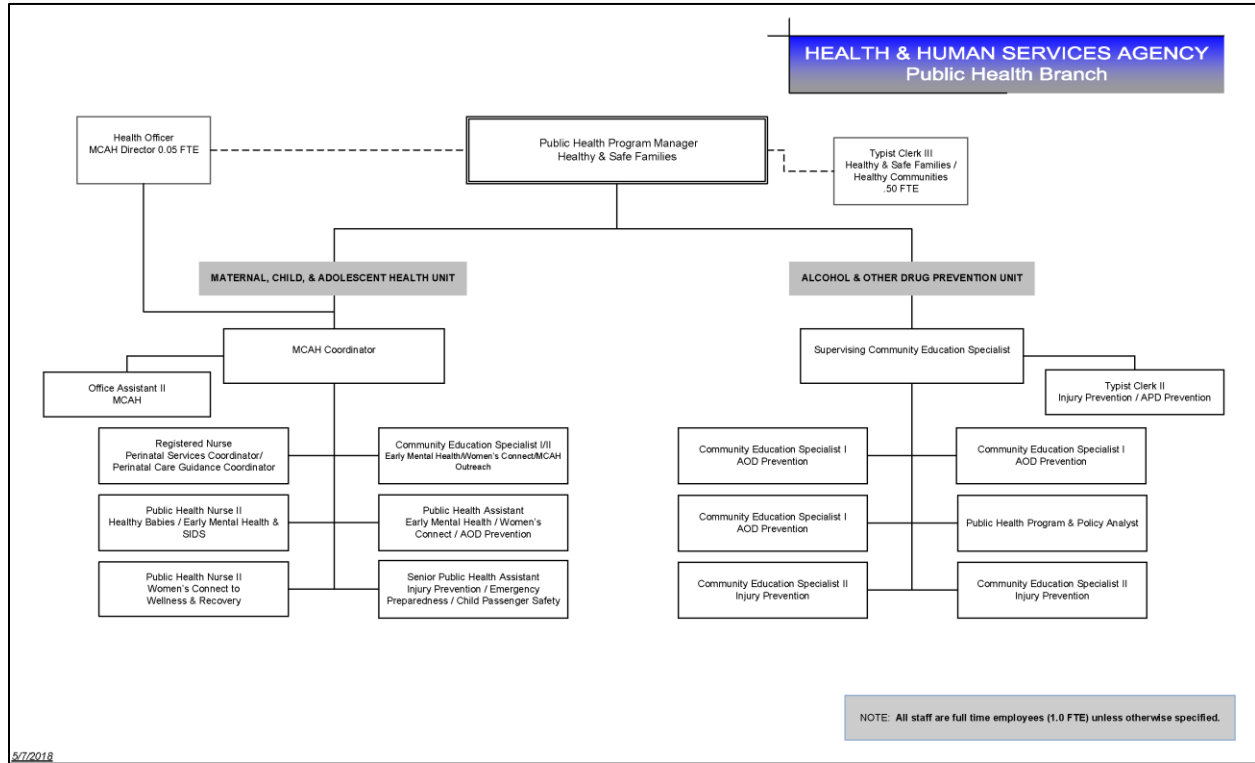 HEALTH & HUMAN SERVICES AGENCY
Public Health Branch
Health Officer
MCAH Director 0.05 FTE
Public Health Program Manager
Healthy & Safe Families
Typist Clerk III
Healthy & Safe Families /
Healthy Communities
.50 FTE
MATERNAL, CHILD, & ADOLESCENT HEALTH UNIT
ALCOHOL & OTHER DRUG PREVENTION UNIT
MCAH Coordinator
Supervising Community Education Specialist
Office Assistant II
MCAH
Typist Clerk II
Injury Prevention / APD Prevention
Registered Nurse
Perinatal Services Coordinator/
Perinatal Care Guidance Coordinator
Community Education Specialist I/II
Early Mental Health/Women's Connect/MCAH
Outreach
Community Education Specialist I
AOD Prevention
Community Education Specialist I
AOD Prevention
Public Health Nurse II
Healthy Babies / Early Mental Health &
SIDS
Public Health Assistant
Early Mental Health / Women's
Connect / AOD Prevention
Community Education Specialist I
AOD Prevention
Public Health Program & Policy Analyst
Public Health Nurse II
Women's Connect to
Wellness & Recovery
Senior Public Health Assistant
Injury Prevention / Emergency
Preparedness / Child Passenger Safety
Community Education Specialist II
Injury Prevention
Community Education Specialist II
Injury Prevention
NOTE: All staff are full time employees (1.0 FTE) unless otherwise specified.
5/7/2018